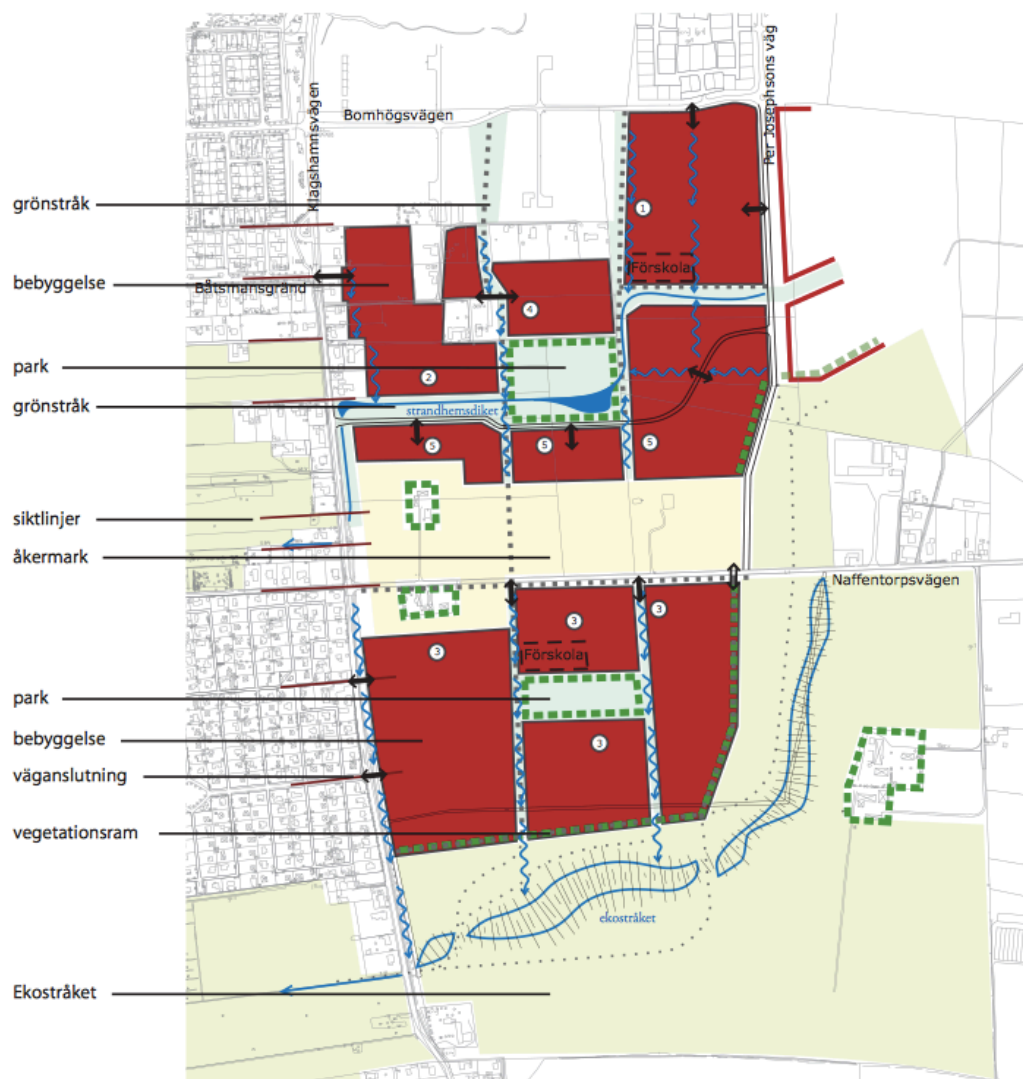 Bomhögsvägen
Per Josephsons väg
Klagshamnsvägen
grönstråk
1
bebyggelse
Båtsmansgränd
Förskola
4
park
2
grönstråk
strandhemsdiket
5
5
5
siktlinjer
åkermark
Naffentorpsvägen
3
3
3
Förskola
park
bebyggelse
3
väganslutning
vegetationsram
ekostråket
Ekostråket